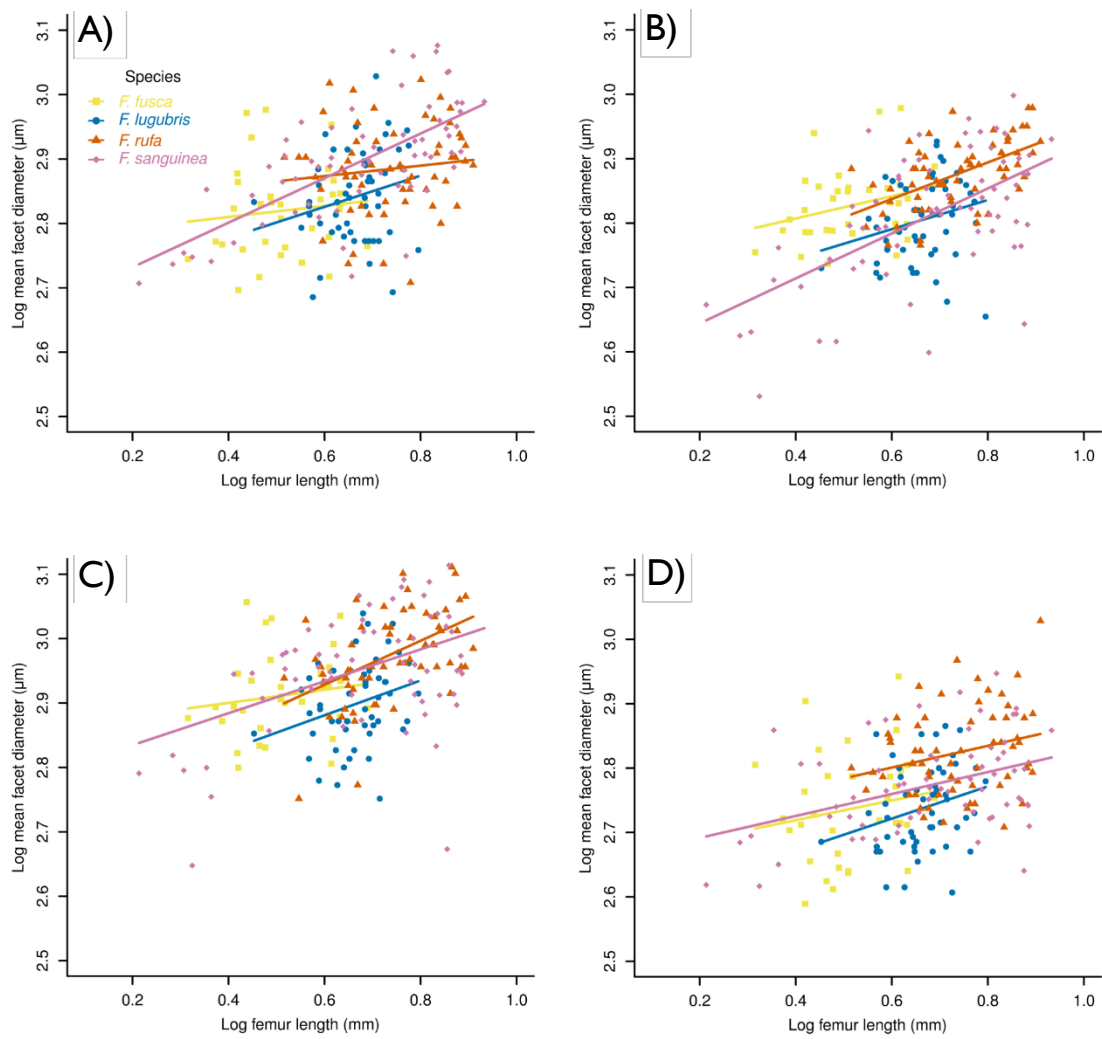 A)
Species
F. fusca
F. lugubris
F. rufa
F. sanguinea
3.1
3.0
2.9
2.8
2.7
2.6
2.5
Log mean facet diameter (µm)
0.2 0.4 0.6 0.8 1.0
Log femur length (mm)
B)
3.1
3.0
2.9
2.8
2.7
2.6
2.5
Log mean facet diameter (µm)
0.2 0.4 0.6 0.8 1.0
Log femur length (mm)
C)
3.1
3.0
2.9
2.8
2.7
2.6
2.5
Log mean facet diameter (µm)
0.2 0.4 0.6 0.8 1.0
Log femur length (mm)
D)
3.1
3.0
2.9
2.8
2.7
2.6
2.5
Log mean facet diameter (µm)
0.2 0.4 0.6 0.8 1.0
Log femur length (mm)